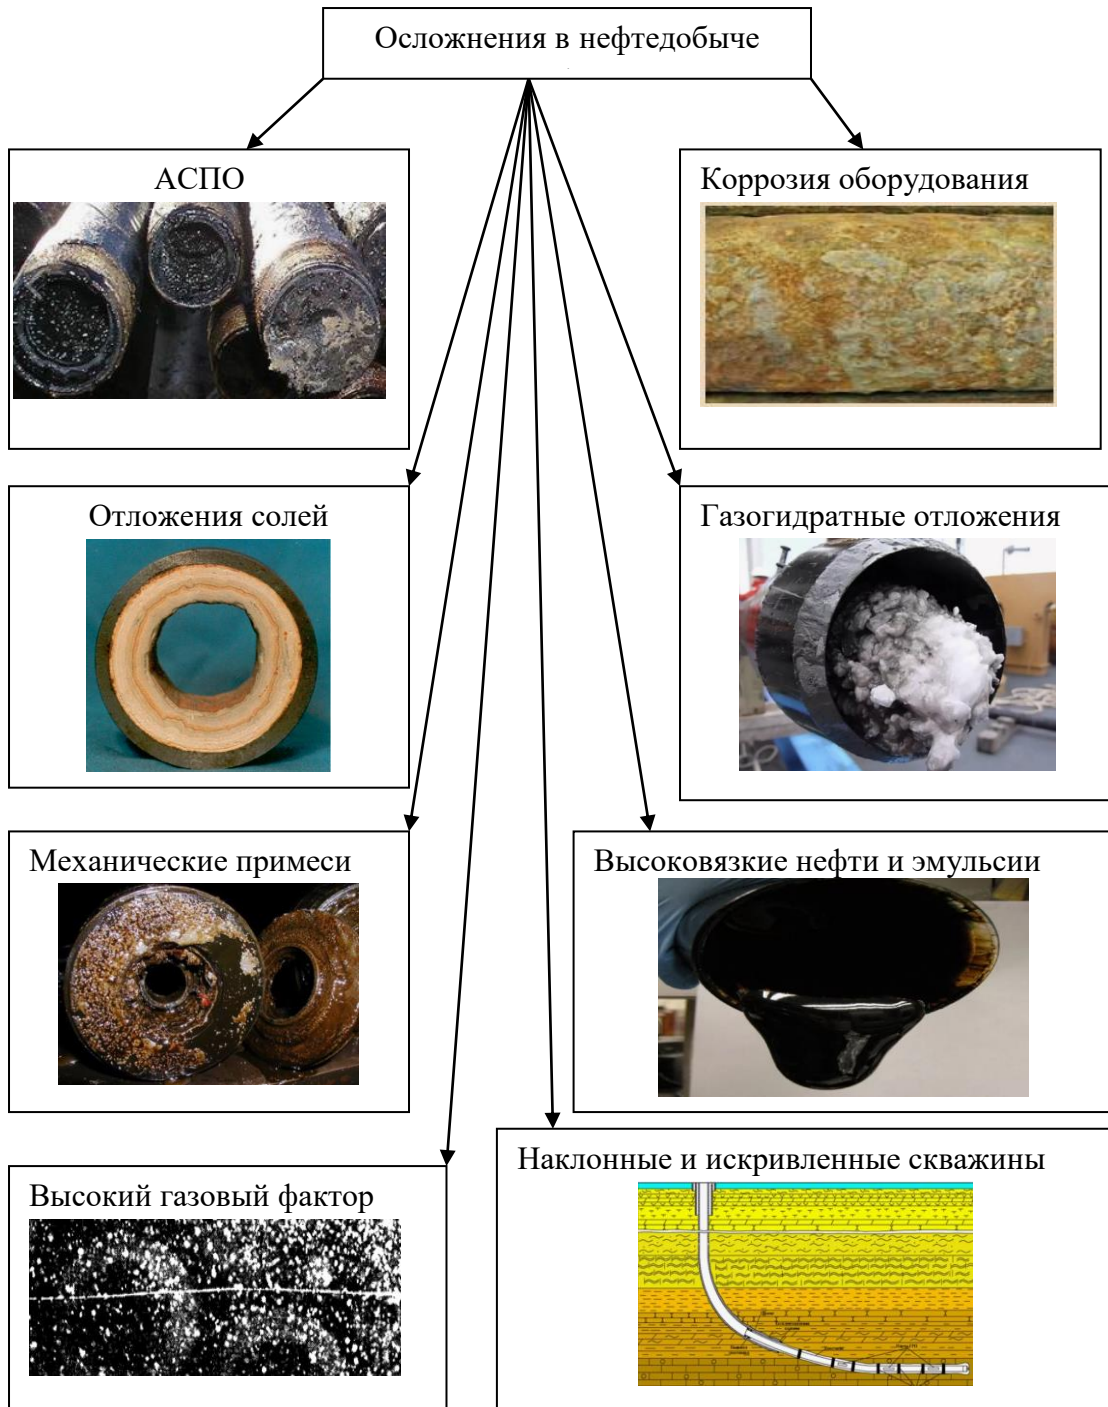 Осложнения в нефтедобыче
АСПО
Коррозия оборудования
Отложения солей
Газогидратные отложения
Механические примеси
Высоковязкие нефти и эмульсии
Высокий газовый фактор
Наклонные и искривленные скважины